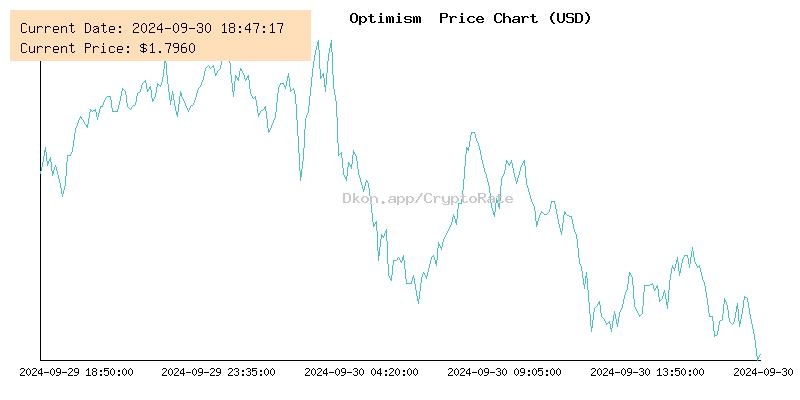 Optimism  Price Chart (USD)
Current Date: 2024-09-30 18:47:17
Current Price: $1.7960
Dkon.app/CryptoRate
2024-09-29 18:50:00 2024-09-29 23:35:00 2024-09-30 04:20:00 2024-09-30 09:05:00 2024-09-30 13:50:00 2024-09-30